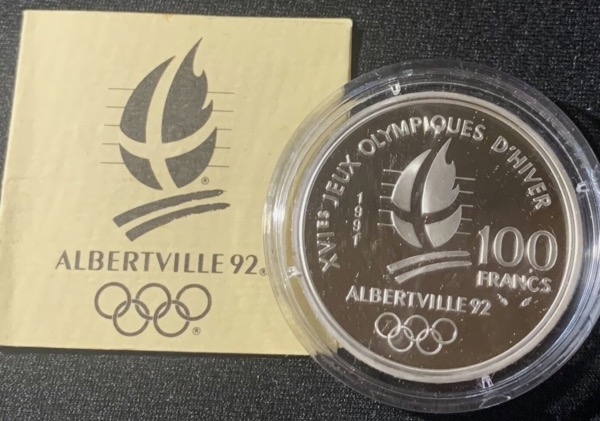 ALBERTVILLE 92®
®
XVIES JEUX OLYMPIQUES D'HIVER
1991
100
FRANCS
ALBERTVILLE 92